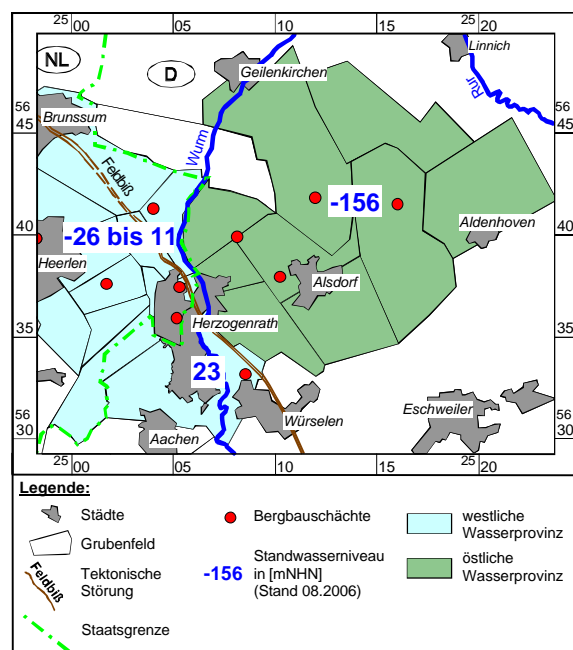 25 00 05 10 15 25 20
NL
D
Linnich
Geilenkirchen
Rur
56
45
56
45
Brunssum
Wurm
Feldbiß
-156
40
-26 bis 11
Aldenhoven
40
Heerlen
Alsdorf
35
Herzogenrath
35
23
56
30
Würselen
Eschweiler
56
30
Aachen
25 00 05 10 15 25 20
Legende:
Städte
Grubenfeld
Feldbiß
Tektonische
Störung
Staatsgrenze
Bergbauschächte
-156
Standwasserniveau
in [mNHN]
(Stand 08.2006)
westliche
Wasserprovinz
östliche
Wasserprovinz